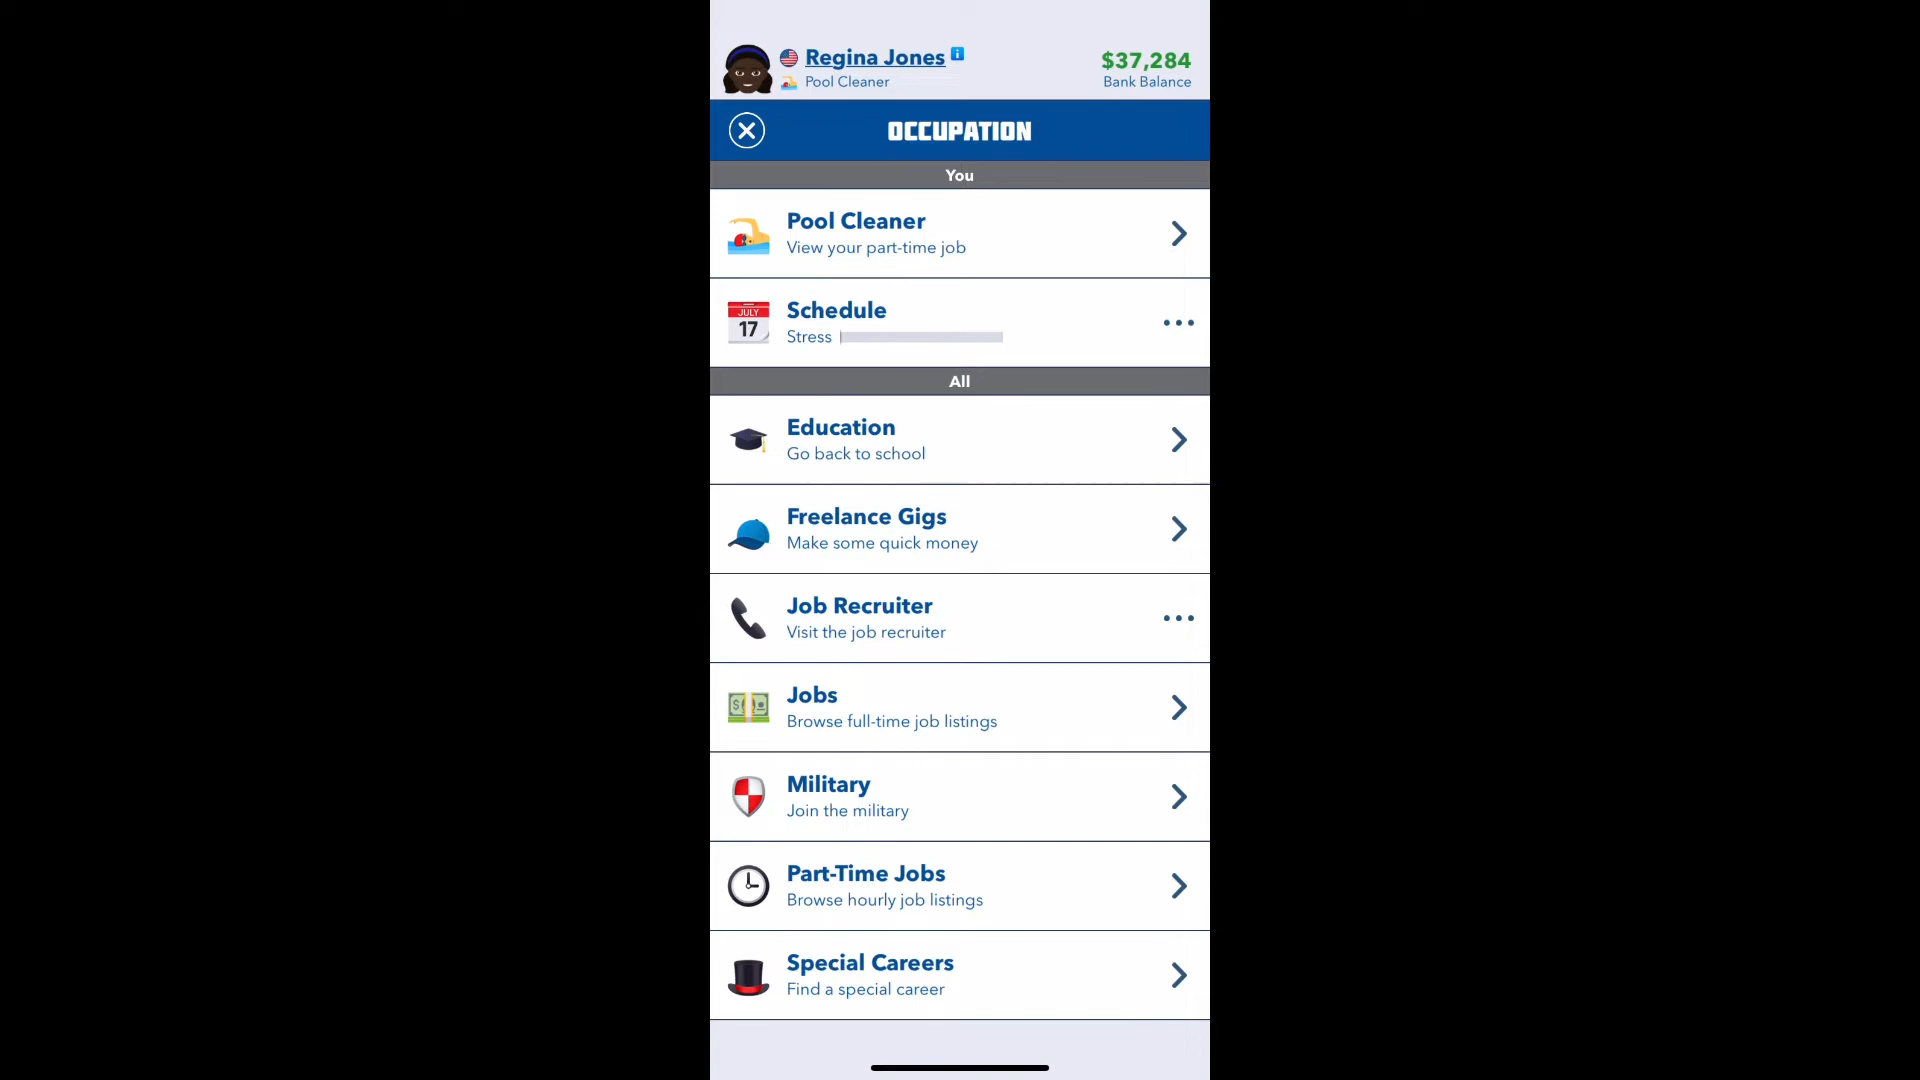 Regina Jones
$37,284
Pool Cleaner
Bank Balance
OCCUPATION
You
Pool Cleaner
View your part-time job
JULY
17
Schedule
Stress
All
Education
Go back to school
Freelance Gigs
Make some quick money
Job Recruiter
Visit the job recruiter
Jobs
Browse full-time job listings
Military
Join the military
Part-Time Jobs
Browse hourly job listings
Special Careers
Find a special career